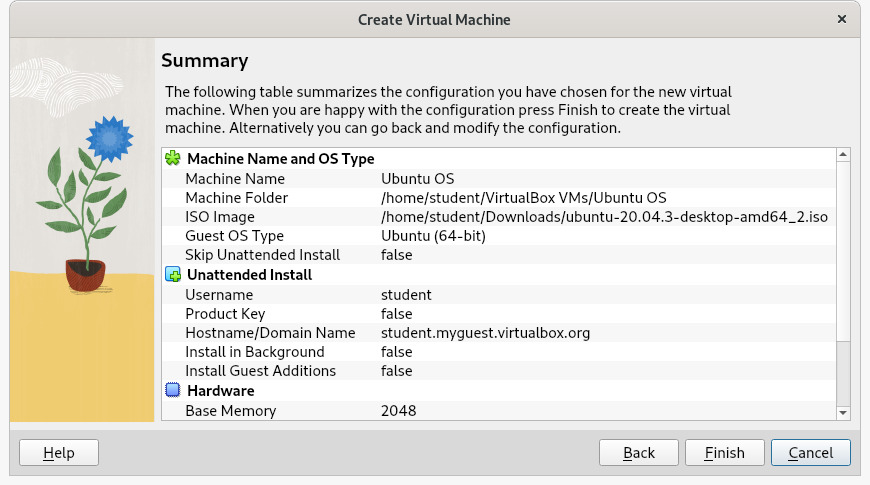 Create Virtual Machine
Summary
The following table summarizes the configuration you have chosen for the new virtual
machine. When you are happy with the configuration press Finish to create the virtual
machine. Alternatively you can go back and modify the configuration.
Machine Name and OS Type
Machine Name Ubuntu OS
Machine Folder /home/student/VirtualBox VMs/Ubuntu OS
ISO Image /home/student/Downloads/ubuntu-20.04.3-desktop-amd64_2.iso
Guest OS Type Ubuntu (64-bit)
Skip Unattended Install false
Unattended Install
Username student
Product Key false
Hostname/Domain Name student.myguest.virtualbox.org
Install in Background false
Install Guest Additions false
Hardware
Base Memory 2048
Help Back Finish Cancel